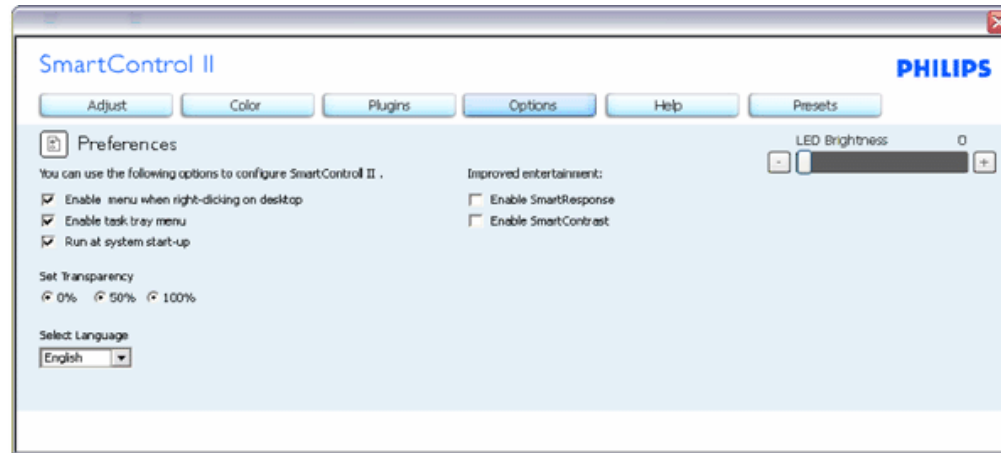 SmartControl II
PHILIPS
Adjust Color Plugins Options Help Presets
Preferences
LED Brightness 0
- +
You can use the following options to configure SmartControl II .
Improved entertainment:
Enable menu when right-clicking on desktop
Enable SmartResponse
Enable task tray menu
Enable SmartContrast
Run at system start-up
Set Transparency
0% 50% 100%
Select Language
English